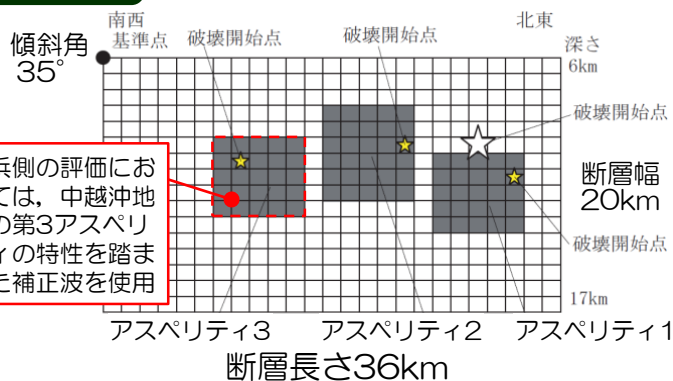 南西
基準点
北東
傾斜角
35°
破壊開始点
破壊開始点
深さ
6km
破壊開始点
浜側の評価にお
ては，中越沖地
の第3アスペリ
ィの特性を踏ま
た補正波を使用
断層幅
20km
破壊開始点
17km
アスペリティ3
アスペリティ2
アスペリティ1
断層長さ36km